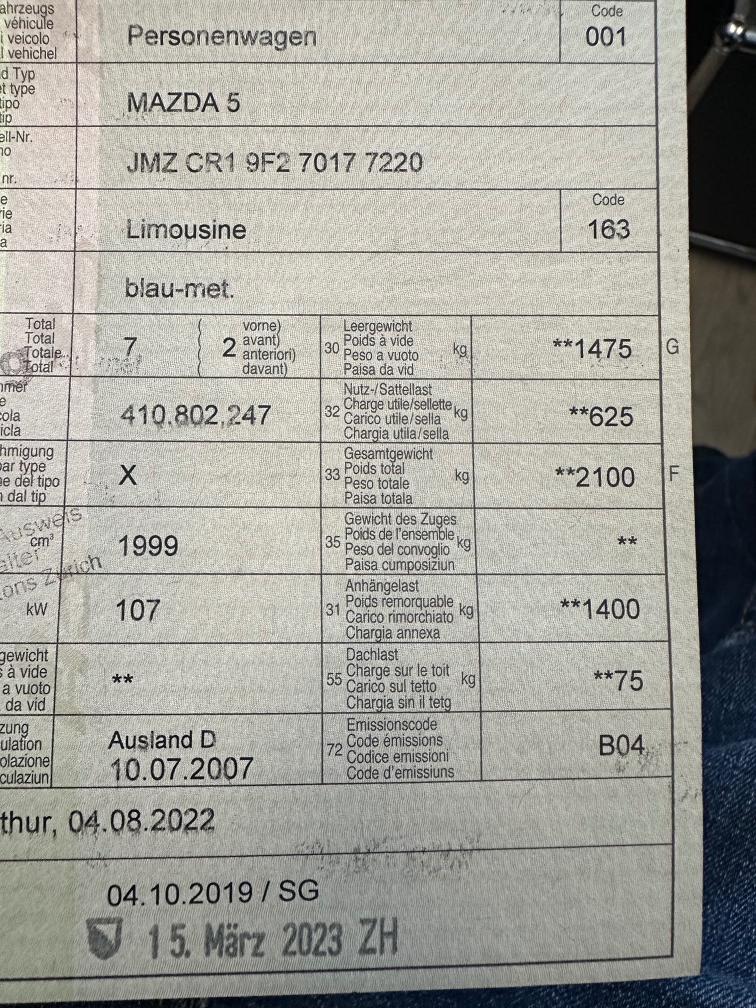 ahrzeugs
véhicule
i veicolo
l vehichel
Personenwagen
Code
001
d Typ
et type
tipo
tip
MAZDA 5
ell-Nr.
no
nr.
JMZ CR1 9F2 7017 7220
e
rie
ria
a
Limousine
Code
163
blau-met.
Total
Total
Totale
Total
7
2
vorne)
avant)
anteriori)
davant)
30
Leergewicht
Poids à vide
Peso a vuoto
Paisa da vid
kg
**1475
G
mmer
e
cola
icla
410.802.247
32
Nutz-/Sattellast
Charge utile/sellette
Carico utile/sella
Chargia utila/sella
kg
**625
hmigung
par type
ne del tipo
n dal tip
X
33
Gesamtgewicht
Poids total
Peso totale
Paisa totala
kg
**2100
F
Ausweis
alter
ons Zürich
cm³
1999
35
Gewicht des Zuges
Poids de l'ensemble
Peso del convoglio
Paisa cumposiziun
kg
**
kW
107
31
Anhängelast
Poids remorquable
Carico rimorchiato
Chargia annexa
kg
**1400
gewicht
s à vide
a vuoto
da vid
**
55
Dachlast
Charge sur le toit
Carico sul tetto
Chargia sin il tetg
kg
**75
zung
ulation
olazione
culaziun
Ausland D
10.07.2007
72
Emissionscode
Code émissions
Codice emissioni
Code d'emissiuns
B04
thur, 04.08.2022
04.10.2019 / SG
15. März 2023 ZH